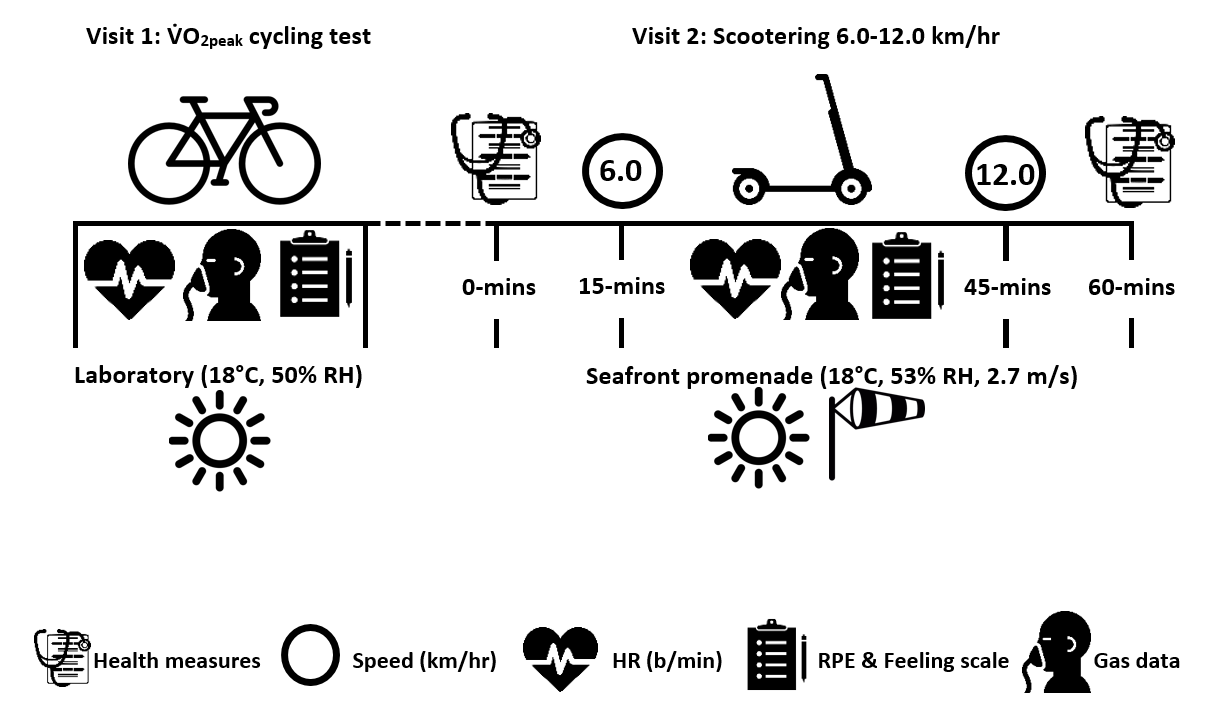 Visit 1: V̇O₂peak cycling test
Visit 2: Scootering 6.0-12.0 km/hr
6.0
12.0
0-mins
15-mins
45-mins
60-mins
Laboratory (18°C, 50% RH)
Seafront promenade (18°C, 53% RH, 2.7 m/s)
Health measures
Speed (km/hr)
HR (b/min)
RPE & Feeling scale
Gas data